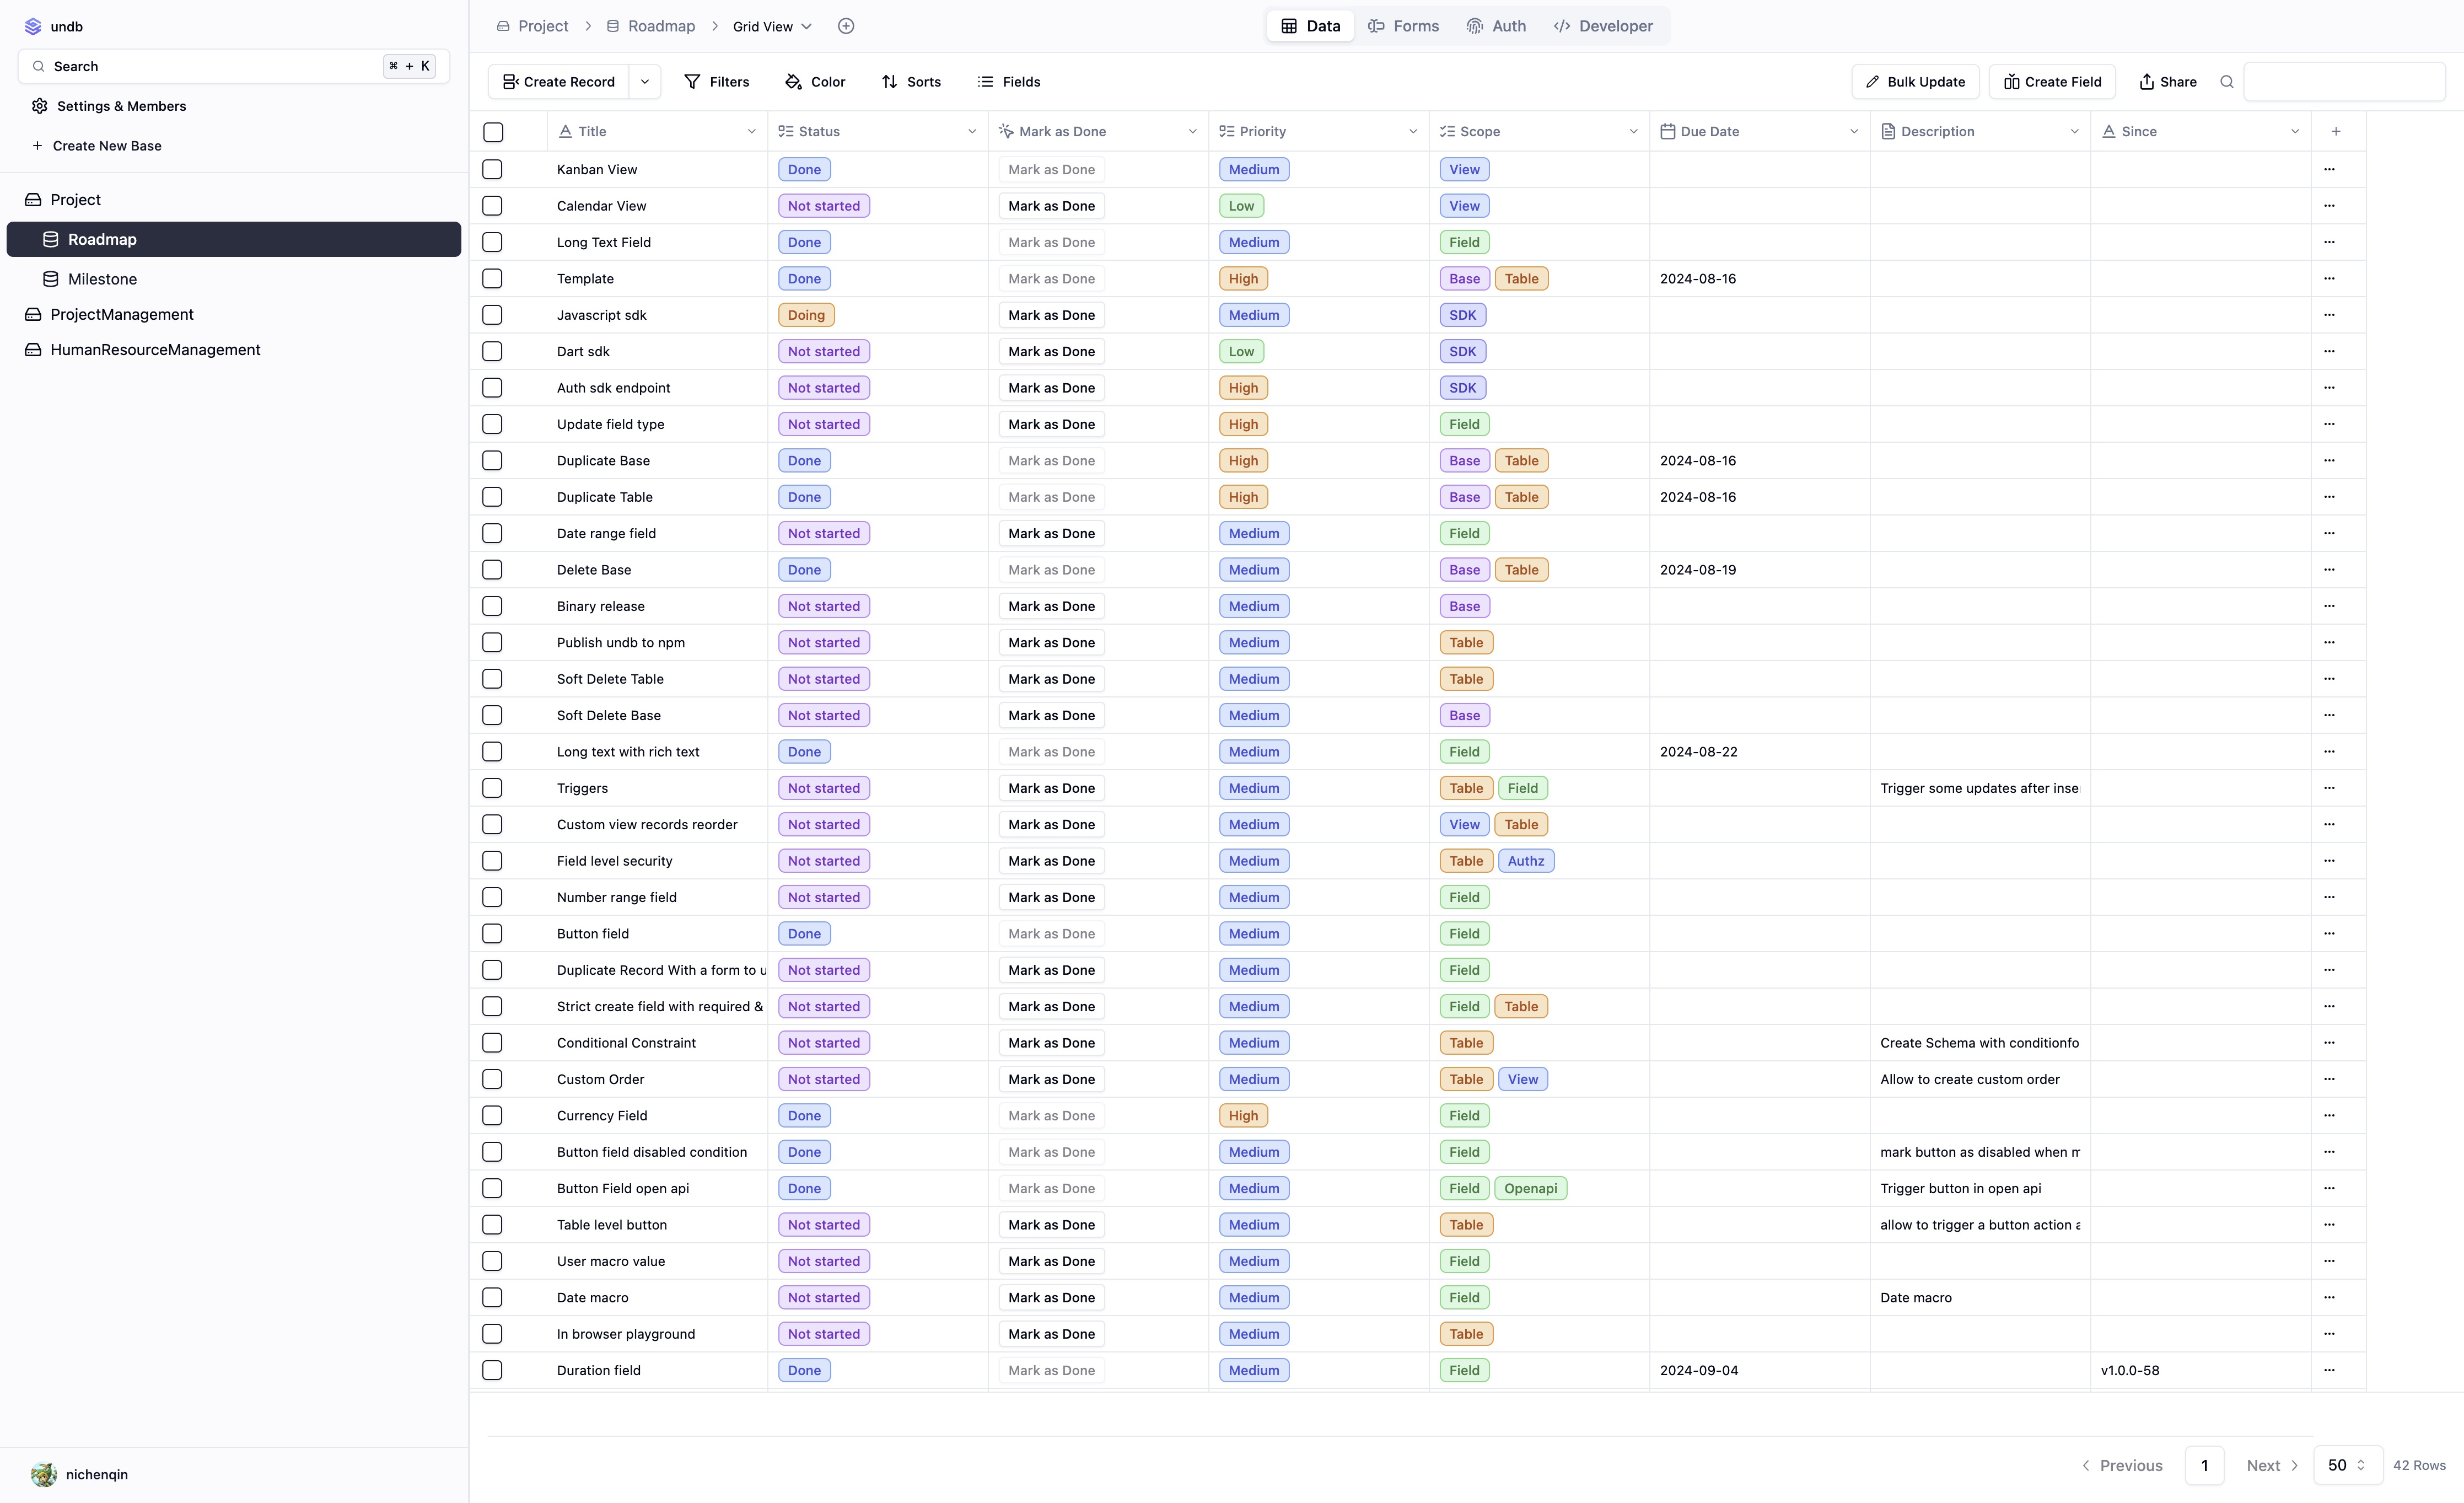 undb
Search ⌘ + K
Settings & Members
Create New Base
Project
Roadmap
Milestone
ProjectManagement
HumanResourceManagement
nichenqin
Project Roadmap Grid View Data Forms Auth Developer
Create Record Filters Color Sorts Fields Bulk Update Create Field Share
Title Status Mark as Done Priority Scope Due Date Description Since
Kanban View Done Mark as Done Medium View
Calendar View Not started Mark as Done Low View
Long Text Field Done Mark as Done Medium Field
Template Done Mark as Done High Base Table 2024-08-16
Javascript sdk Doing Mark as Done Medium SDK
Dart sdk Not started Mark as Done Low SDK
Auth sdk endpoint Not started Mark as Done High SDK
Update field type Not started Mark as Done High Field
Duplicate Base Done Mark as Done High Base Table 2024-08-16
Duplicate Table Done Mark as Done High Base Table 2024-08-16
Date range field Not started Mark as Done Medium Field
Delete Base Done Mark as Done Medium Base Table 2024-08-19
Binary release Not started Mark as Done Medium Base
Publish undb to npm Not started Mark as Done Medium Table
Soft Delete Table Not started Mark as Done Medium Table
Soft Delete Base Not started Mark as Done Medium Base
Long text with rich text Done Mark as Done Medium Field 2024-08-22
Triggers Not started Mark as Done Medium Table Field Trigger some updates after inse
Custom view records reorder Not started Mark as Done Medium View Table
Field level security Not started Mark as Done Medium Table Authz
Number range field Not started Mark as Done Medium Field
Button field Done Mark as Done Medium Field
Duplicate Record With a form to u Not started Mark as Done Medium Field
Strict create field with required & Not started Mark as Done Medium Field Table
Conditional Constraint Not started Mark as Done Medium Table Create Schema with conditionfo
Custom Order Not started Mark as Done Medium Table View Allow to create custom order
Currency Field Done Mark as Done High Field
Button field disabled condition Done Mark as Done Medium Field mark button as disabled when m
Button Field open api Done Mark as Done Medium Field Openapi Trigger button in open api
Table level button Not started Mark as Done Medium Table allow to trigger a button action a
User macro value Not started Mark as Done Medium Field
Date macro Not started Mark as Done Medium Field Date macro
In browser playground Not started Mark as Done Medium Table
Duration field Done Mark as Done Medium Field 2024-09-04 v1.0.0-58
Previous 1 Next 50 42 Rows